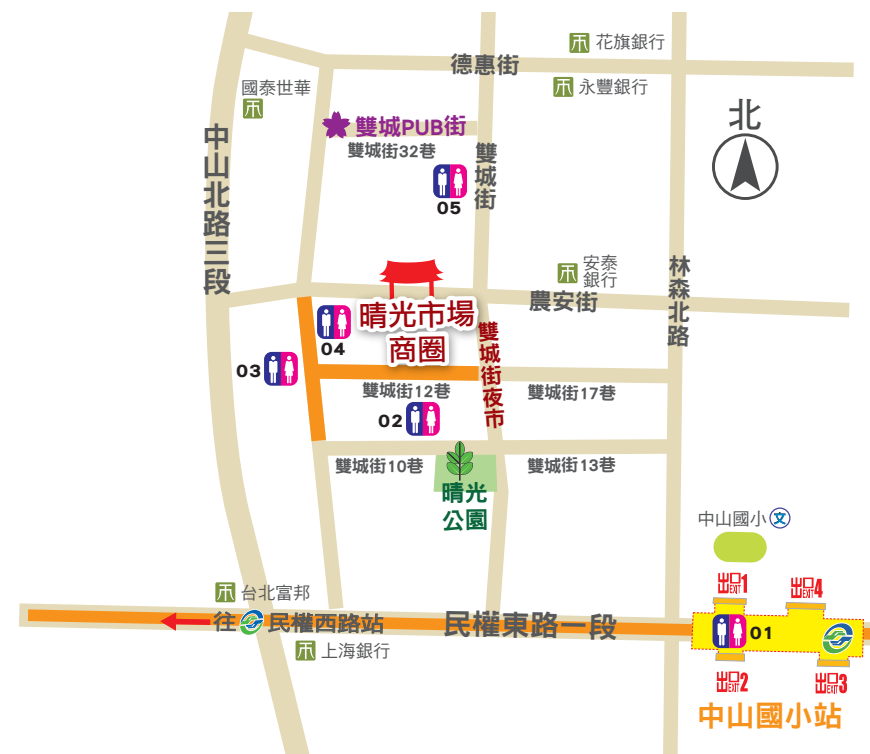 花旗銀行
德惠街
國泰世華
永豐銀行
北
雙城PUB街
中山北路三段
雙城街32巷
雙城街
05
安泰
銀行
林森北路
農安街
晴光市場
商圈
雙城街夜市
04
03
雙城街12巷
雙城街17巷
02
雙城街10巷
雙城街13巷
晴光
公園
中山國小
文
出口
EXIT
1
出口
EXIT
4
台北富邦
往
民權西路站
民權東路一段
01
上海銀行
出口
EXIT
2
出口
EXIT
3
中山國小站